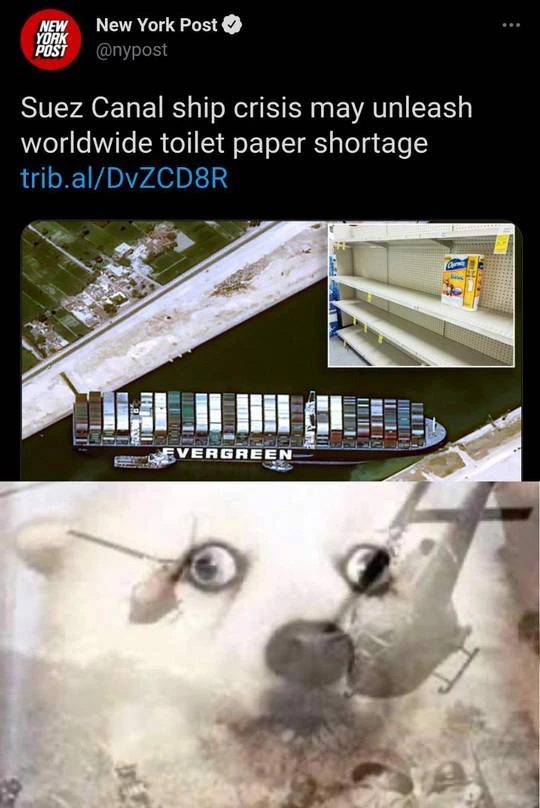 NEW
YORK
POST
New York Post
@nypost
Suez Canal ship crisis may unleash
worldwide toilet paper shortage
trib.al/DvZCD8R
Charmin
EVERGREEN